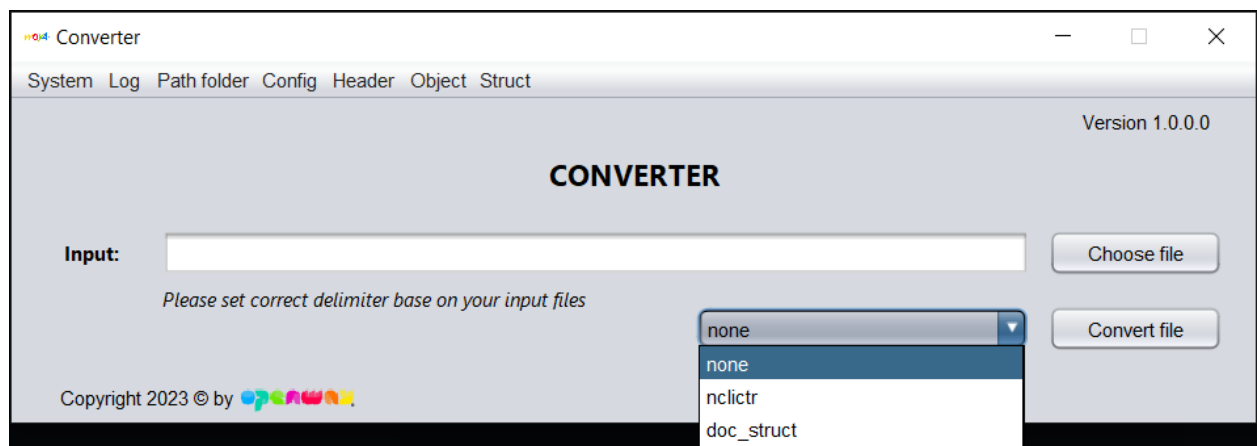 Converter
System Log Path folder Config Header Object Struct
Version 1.0.0.0
CONVERTER
Input:
Choose file
Please set correct delimiter base on your input files
none
Convert file
none
nclictr
doc_struct
Copyright 2023 © by openway.